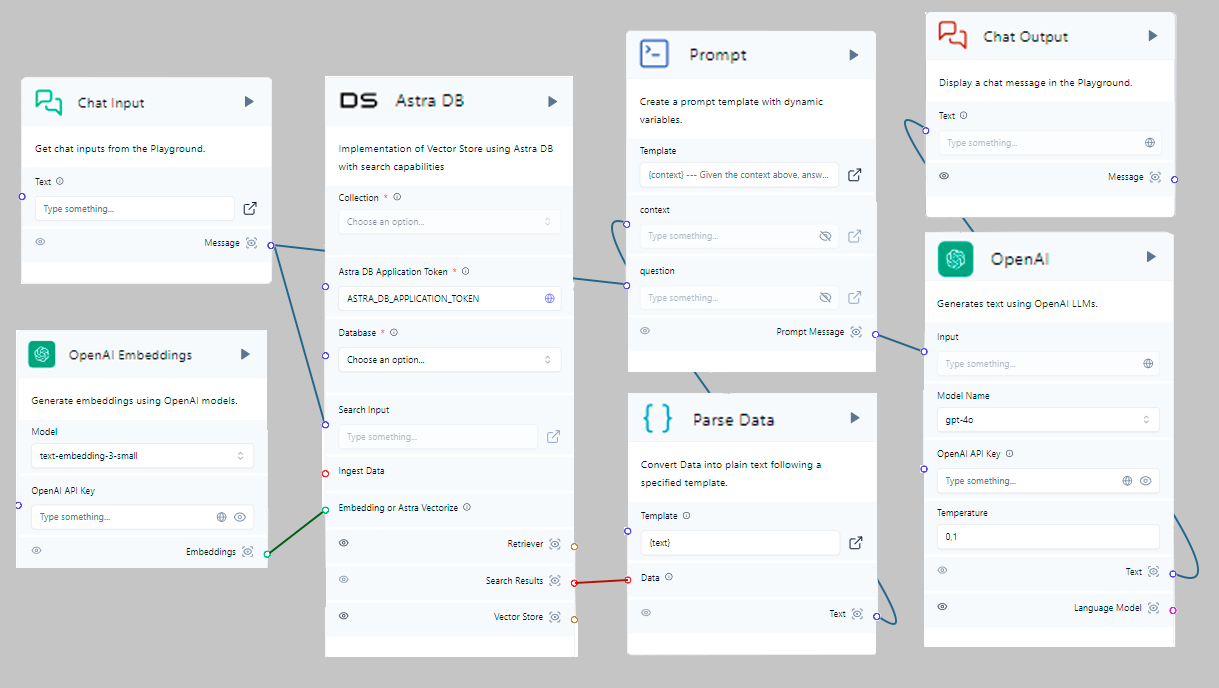 Chat Input
Get chat inputs from the Playground.
Text
Type something...
Message
OpenAI Embeddings
Generate embeddings using OpenAI models.
Model
text-embedding-3-small
OpenAI API Key
Type something...
Embeddings
DS Astra DB
Implementation of Vector Store using Astra DB
with search capabilities
Collection *
Choose an option...
Astra DB Application Token *
ASTRA_DB_APPLICATION_TOKEN
Database *
Choose an option...
Search Input
Type something...
Ingest Data
Embedding or Astra Vectorize
Retriever
Search Results
Vector Store
Prompt
Create a prompt template with dynamic
variables.
Template
{context} --- Given the context above, answ...
context
Type something...
question
Type something...
Prompt Message
Parse Data
Convert Data into plain text following a
specified template.
Template
{text}
Data
Text
Chat Output
Display a chat message in the Playground.
Text
Type something...
Message
OpenAI
Generates text using OpenAI LLMs.
Input
Type something...
Model Name
gpt-4o
OpenAI API Key
Type something...
Temperature
0,1
Text
Language Model